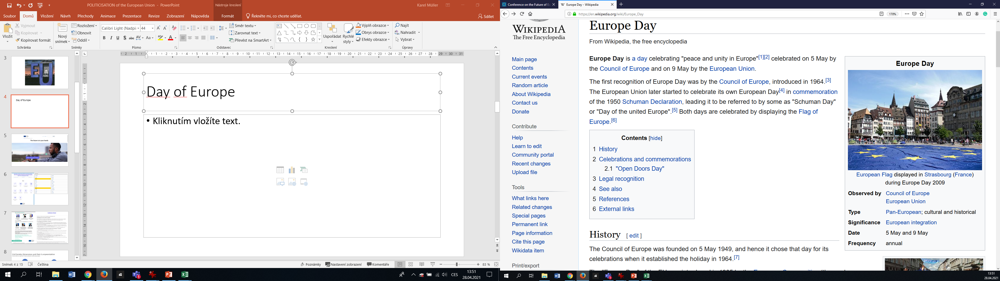 POLITICISATION of the European Union - PowerPoint
Nástroje kreslení
Karel Müller
Soubor
Domů
Vložení
Návrh
Přechody
Animace
Prezentace
Revize
Zobrazení
Nápověda
Formát
Řekněte mi, co chcete udělat.
Sdílet
Vložit
Vyjmout
Kopírovat
Kopírovat formát
Schránka
Nový snímek
Rozložení
Obnovit
Oddíl
Snímky
Calibri Light (Nadpi
44
Písmo
Směr textu
Zarovnat text
Převést na SmartArt
Odstavec
Uspořádat
Rychlé styly
Výplň obrazce
Obrys obrazce
Efekty obrazce
Kreslení
Najít
Nahradit
Vybrat
Úpravy
3
4
Day of Europe
5
The future is in your hands
6
7
8
Civil Society Dimensions and their Europeanization
Day of Europe
• Kliknutím vložíte text.
Snímek 4 z 15
Čeština
Poznámky
Nastavení zobrazení
Komentáře
83 %
CES
13:51
28.04.2021
Conference on the Future of E
Europe Day - Wikipedia
https://en.wikipedia.org/wiki/Europe_Day
170%
WIKIPEDIA
The Free Encyclopedia
Main page
Contents
Current events
Random article
About Wikipedia
Contact us
Donate
Contribute
Help
Learn to edit
Community portal
Recent changes
Upload file
Tools
What links here
Related changes
Special pages
Permanent link
Page information
Cite this page
Wikidata item
Print/export
Europe Day
From Wikipedia, the free encyclopedia
Europe Day is a day celebrating "peace and unity in Europe"[1][2] celebrated on 5 May by
the Council of Europe and on 9 May by the European Union.
The first recognition of Europe Day was by the Council of Europe, introduced in 1964.[3]
The European Union later started to celebrate its own European Day[4] in commemoration
of the 1950 Schuman Declaration, leading it to be referred to by some as "Schuman Day"
or "Day of the united Europe".[5] Both days are celebrated by displaying the Flag of
Europe.[6]
Contents [hide]
1 History
2 Celebrations and commemorations
2.1 "Open Doors Day"
3 Legal recognition
4 See also
5 References
6 External links
History [ edit ]
The Council of Europe was founded on 5 May 1949, and hence it chose that day for its
celebrations when it established the holiday in 1964.[7]
Europe Day
European Flag displayed in Strasbourg (France)
during Europe Day 2009
Observed by Council of Europe
European Union
Type Pan-European; cultural and historical
Significance European integration
Date 5 May and 9 May
Frequency annual
13:51
28.04.2021